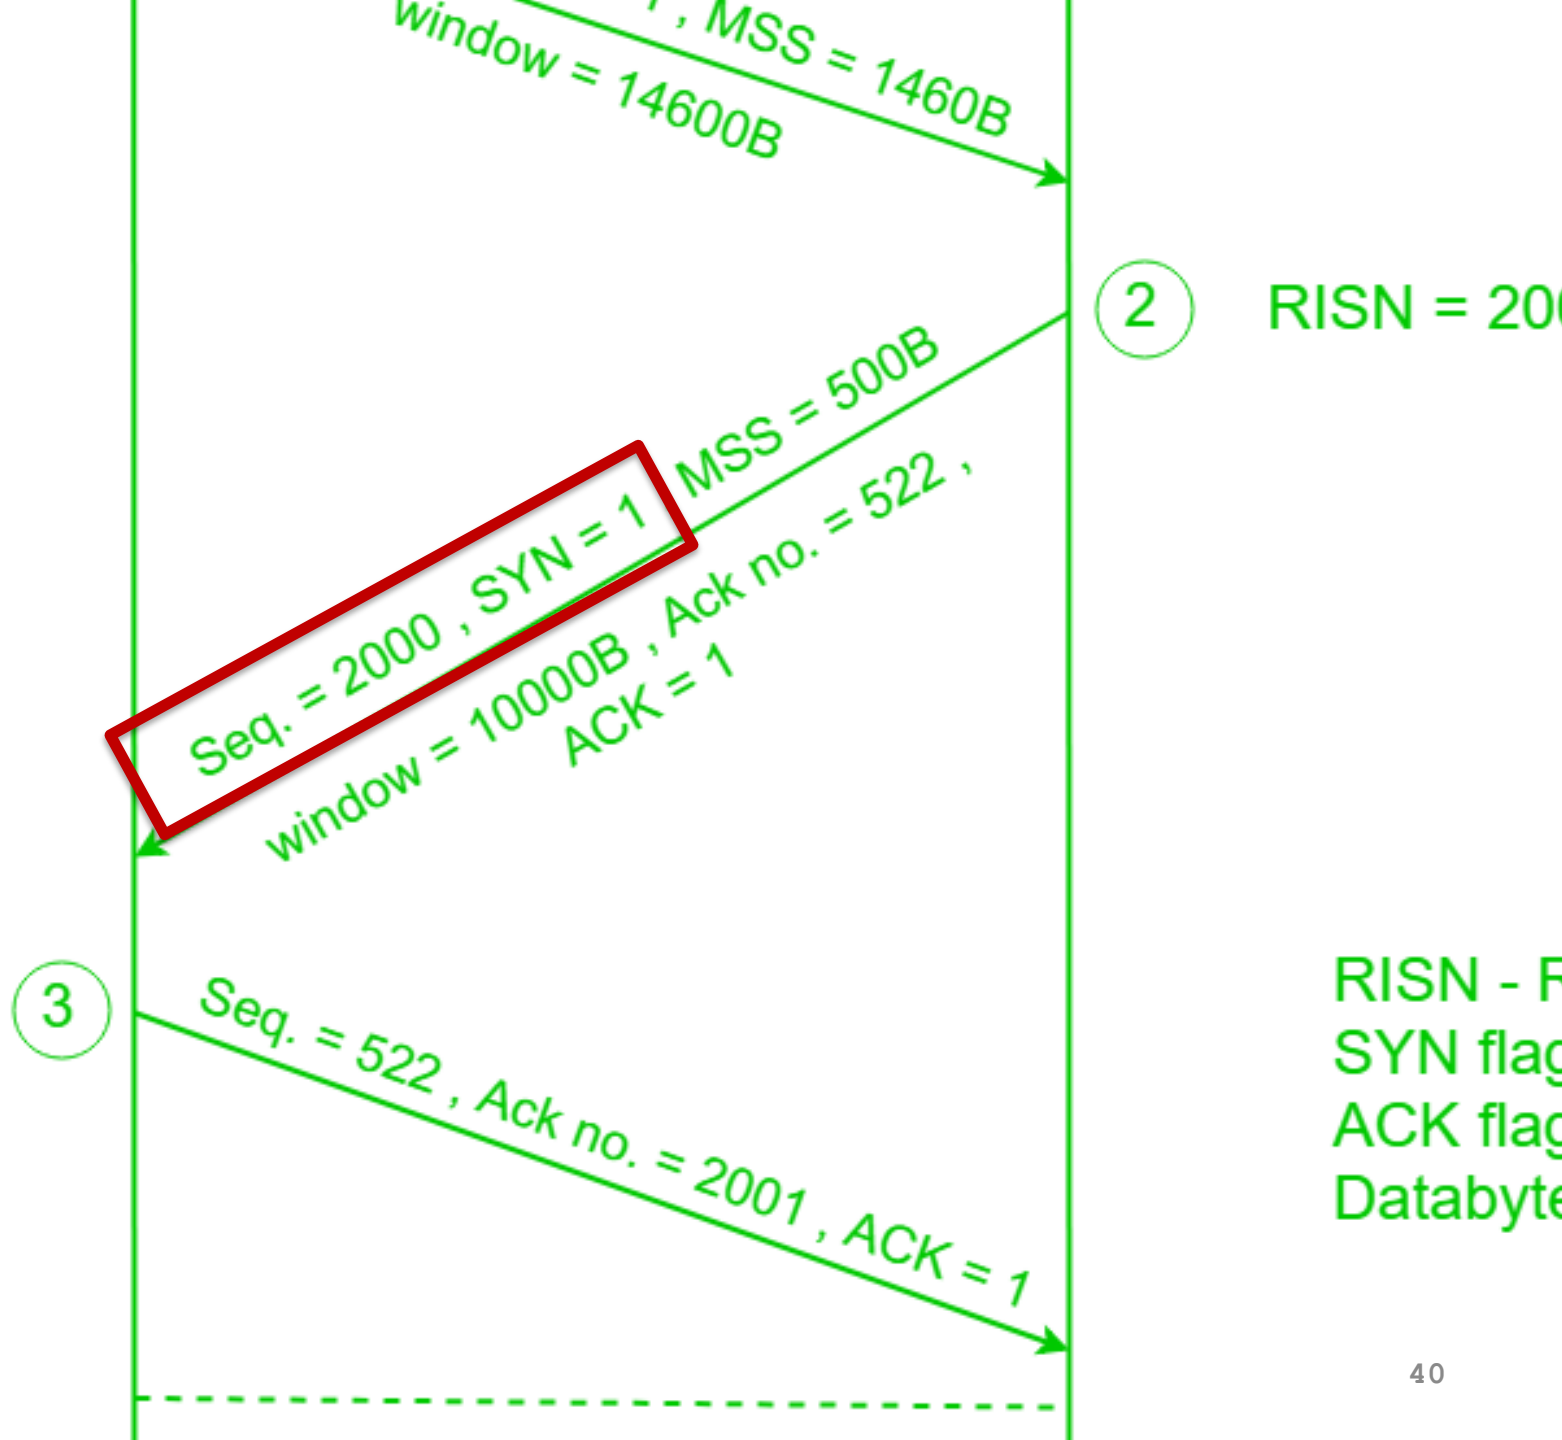 , MSS = 1460B
window = 14600B
2
RISN = 200
Seq. = 2000 , SYN = 1 MSS = 500B
window = 10000B , Ack no. = 522 ,
ACK = 1
3
Seq. = 522 , Ack no. = 2001 , ACK = 1
RISN -
SYN flag
ACK flag
Databyte
40